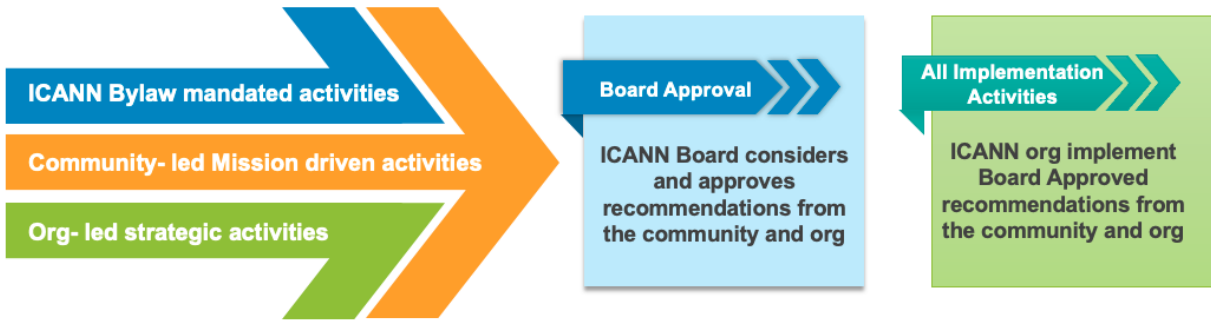 ICANN Bylaw mandated activities
Community- led Mission driven activities
Org- led strategic activities
Board Approval
ICANN Board considers
and approves
recommendations from
the community and org
All Implementation
Activities
ICANN org implement
Board Approved
recommendations from
the community and org